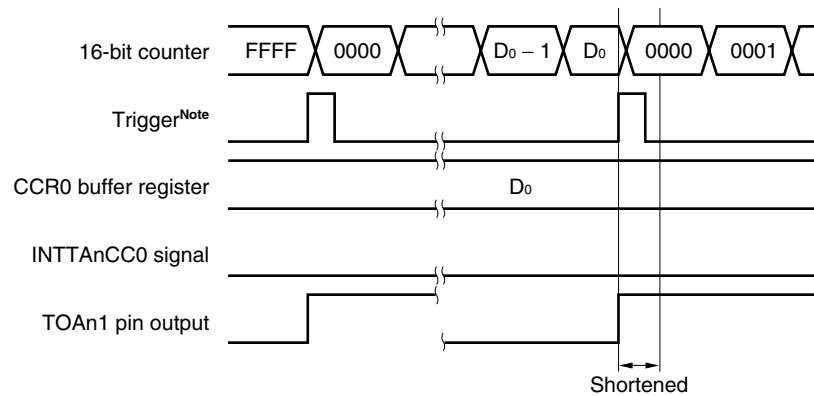 16-bit counter FFFF 0000 D0 − 1 D0 0000 0001
TriggerNote
CCR0 buffer register D0
INTTAnCC0 signal
TOAn1 pin output
Shortened